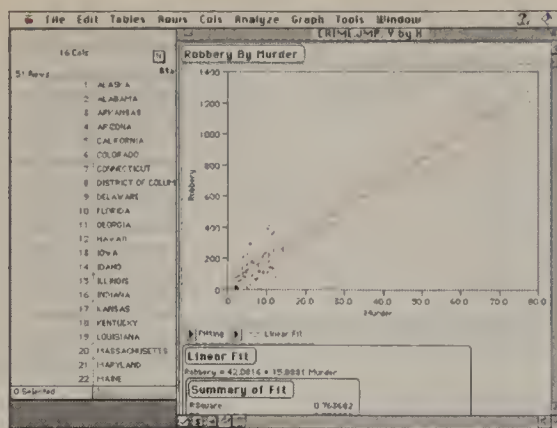 File Edit Tables Rows Cols Analyze Graph Tools Window
CRIME.JMP: Y by X
16 Cols
51 Rows
1 ALASKA
2 ALABAMA
3 ARKANSAS
4 ARIZONA
5 CALIFORNIA
6 COLORADO
7 CONNECTICUT
8 DISTRICT OF COLUM
9 DELAWARE
10 FLORIDA
11 GEORGIA
12 HAWAII
13 IOWA
14 IDAHO
15 ILLINOIS
16 INDIANA
17 KANSAS
18 KENTUCKY
19 LOUISIANA
20 MASSACHUSETTS
21 MARYLAND
22 MAINE
0 Selected
Robbery By Murder
1400
1200
1000
800
600
400
200
0
Robbery
.0 10.0 20.0 30.0 40.0 50.0 60.0 70.0 80.0
Murder
Fitting Linear Fit
Linear Fit
Summary of Fit
RSquare